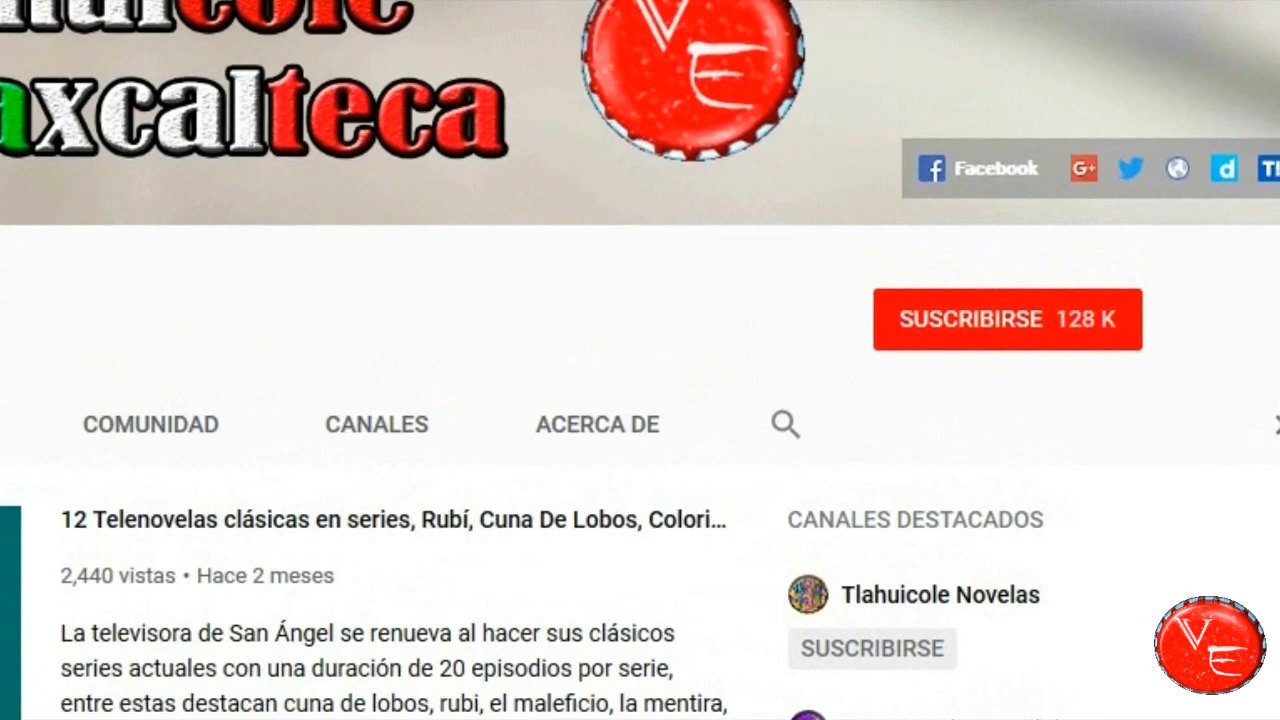 axcalteca
VE
Facebook
G+
d
SUSCRIBIRSE 128 K
COMUNIDAD CANALES ACERCA DE
12 Telenovelas clásicas en series, Rubí, Cuna De Lobos, Colori...
2,440 vistas • Hace 2 meses
La televisora de San Ángel se renueva al hacer sus clásicos
series actuales con una duración de 20 episodios por serie,
entre estas destacan cuna de lobos, rubi, el maleficio, la mentira,
CANALES DESTACADOS
Tlahuicole Novelas
SUSCRIBIRSE
VE